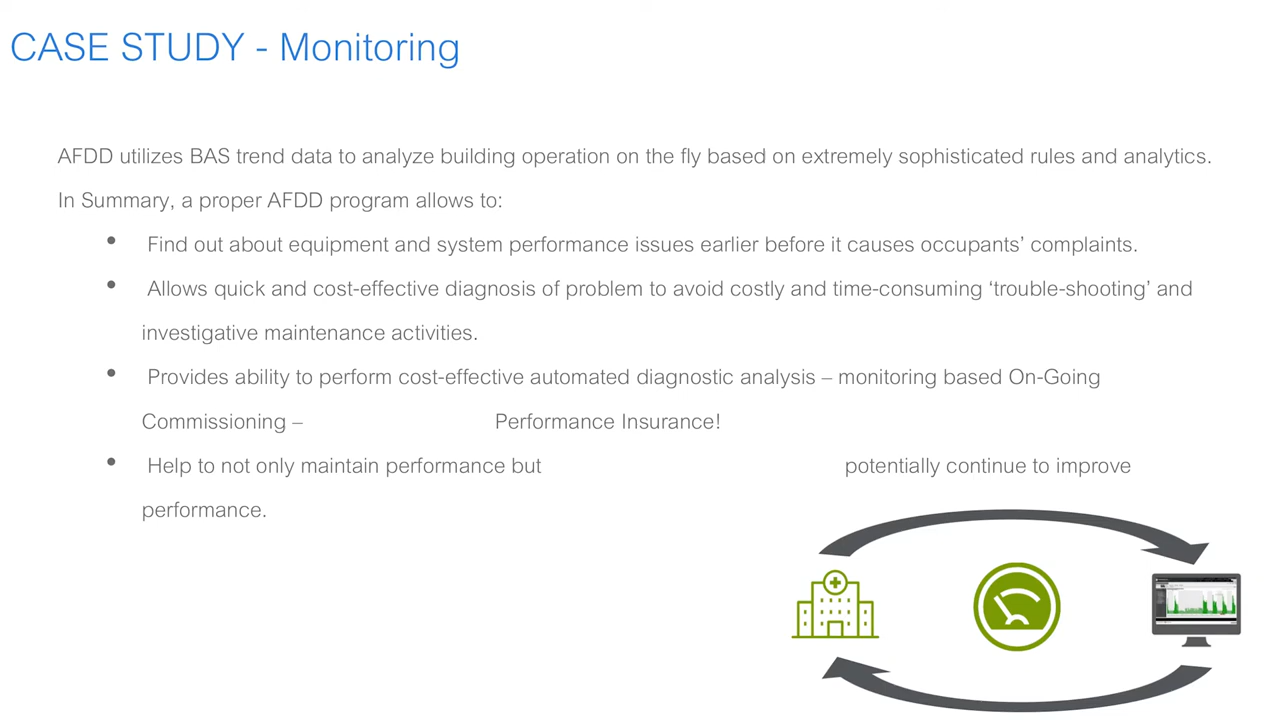 CASE STUDY - Monitoring
AFDD utilizes BAS trend data to analyze building operation on the fly based on extremely sophisticated rules and analytics.
In Summary, a proper AFDD program allows to:
• Find out about equipment and system performance issues earlier before it causes occupants’ complaints.
• Allows quick and cost-effective diagnosis of problem to avoid costly and time-consuming ‘trouble-shooting’ and
investigative maintenance activities.
• Provides ability to perform cost-effective automated diagnostic analysis – monitoring based On-Going
Commissioning – Performance Insurance!
• Help to not only maintain performance but potentially continue to improve
performance.